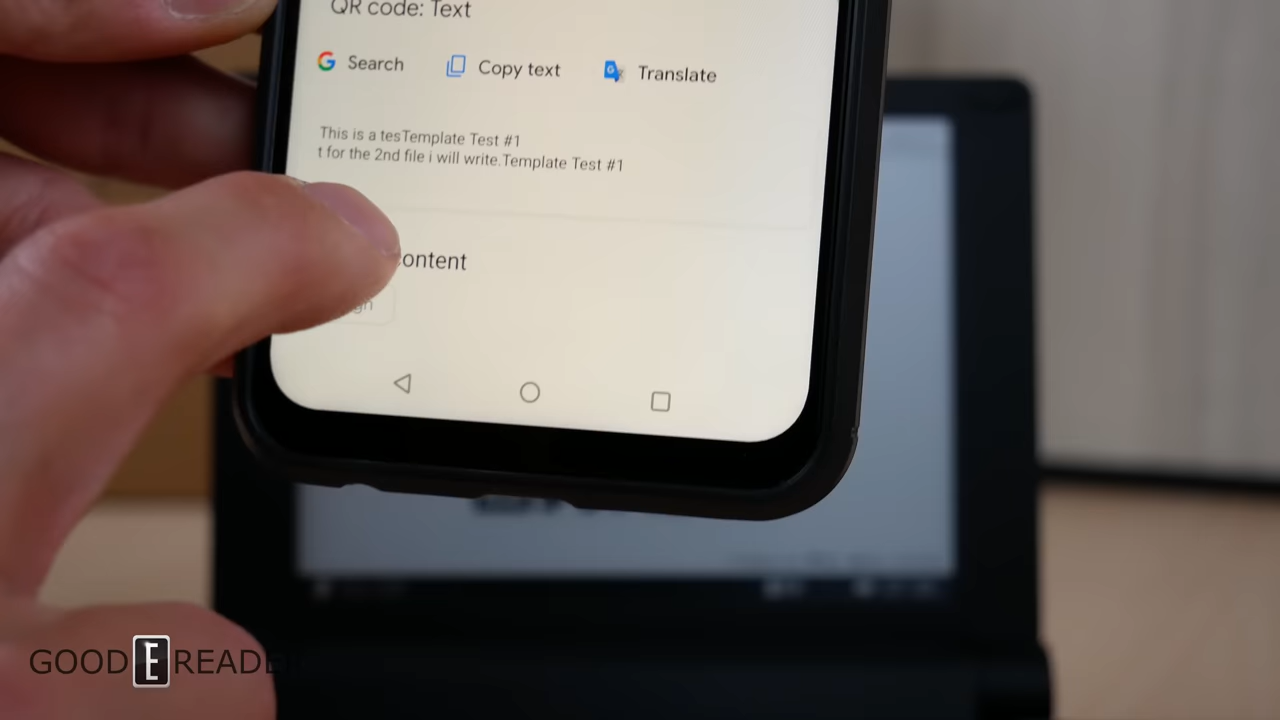 QR code: Text
Search Copy text Translate
This is a tesTemplate Test #1
t for the 2nd file i will write.Template Test #1
ontent
GOOD E READER